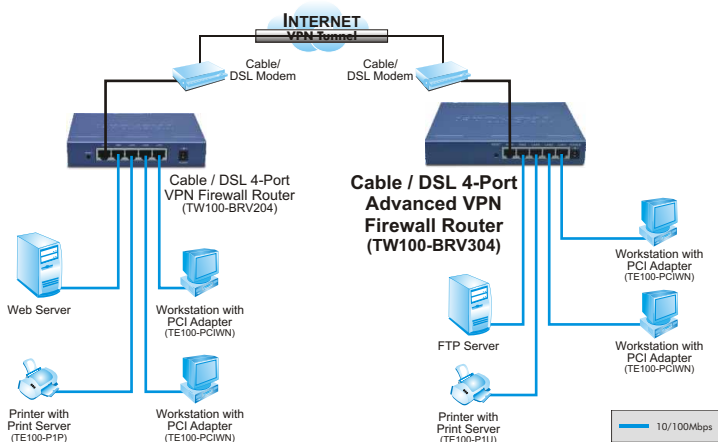 INTERNET
VPN Tunnel
Cable/
DSL Modem
Cable/
DSL Modem
Cable / DSL 4-Port
VPN Firewall Router
(TW100-BRV204)
Cable / DSL 4-Port
Advanced VPN
Firewall Router
(TW100-BRV304)
Web Server
Workstation with
PCI Adapter
(TE100-PCIWN)
Printer with
Print Server
(TE100-P1P)
Workstation with
PCI Adapter
(TE100-PCIWN)
Workstation with
PCI Adapter
(TE100-PCIWN)
FTP Server
Workstation with
PCI Adapter
(TE100-PCIWN)
Printer with
Print Server
(TE100-P1U)
10/100Mbps